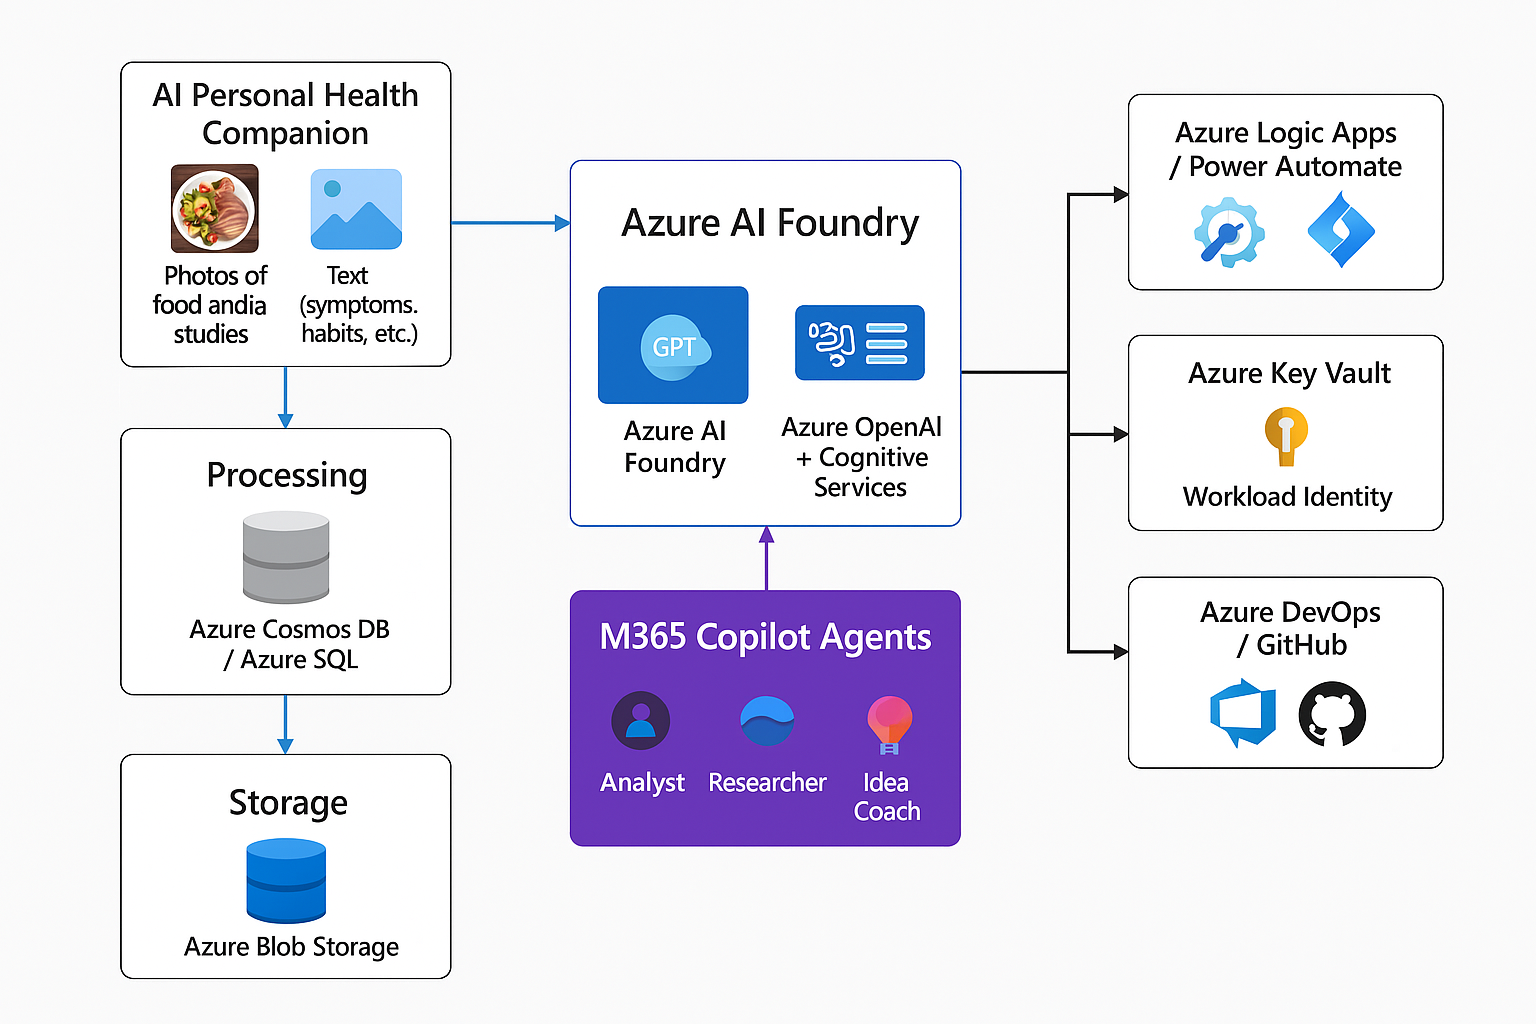 AI Personal Health
Companion
Photos of
food andia
studies
Text
(symptoms.
habits, etc.)
Processing
Azure Cosmos DB
/ Azure SQL
Storage
Azure Blob Storage
Azure AI Foundry
GPT
Azure AI
Foundry
Azure OpenAI
+ Cognitive
Services
M365 Copilot Agents
Analyst
Researcher
Idea
Coach
Azure Logic Apps
/ Power Automate
Azure Key Vault
Workload Identity
Azure DevOps
/ GitHub